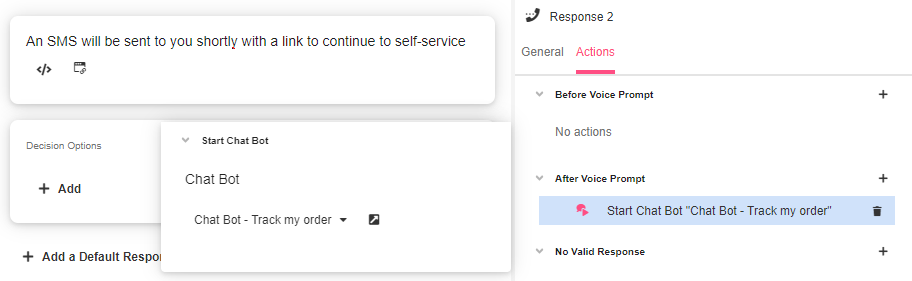 An SMS will be sent to you shortly with a link to continue to self-service
</>
Decision Options
+ Add
+ Add a Default Respo
Start Chat Bot
Chat Bot
Chat Bot - Track my order
Response 2
General Actions
Before Voice Prompt +
No actions
After Voice Prompt +
Start Chat Bot "Chat Bot - Track my order"
No Valid Response +